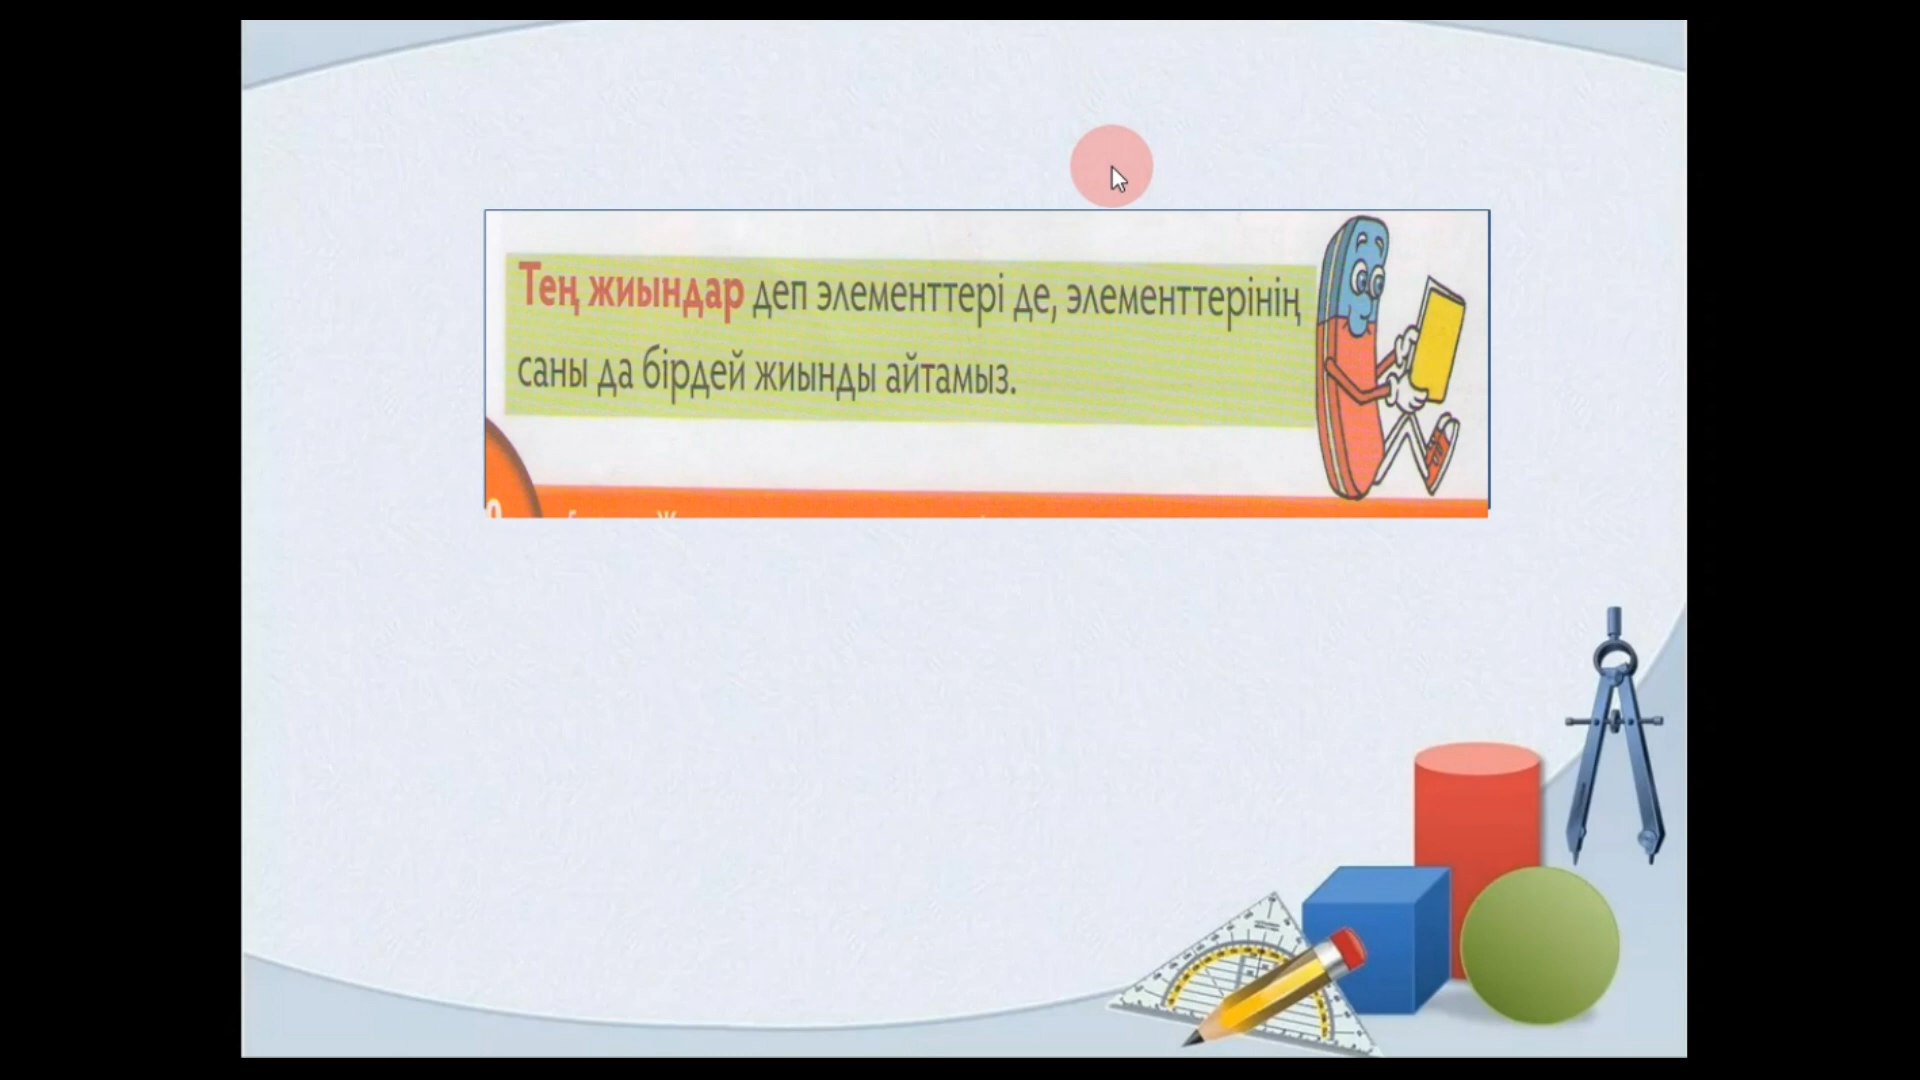 Тең жиындар деп элементтері де, элементтерінің
саны да бірдей жиынды айтамыз.